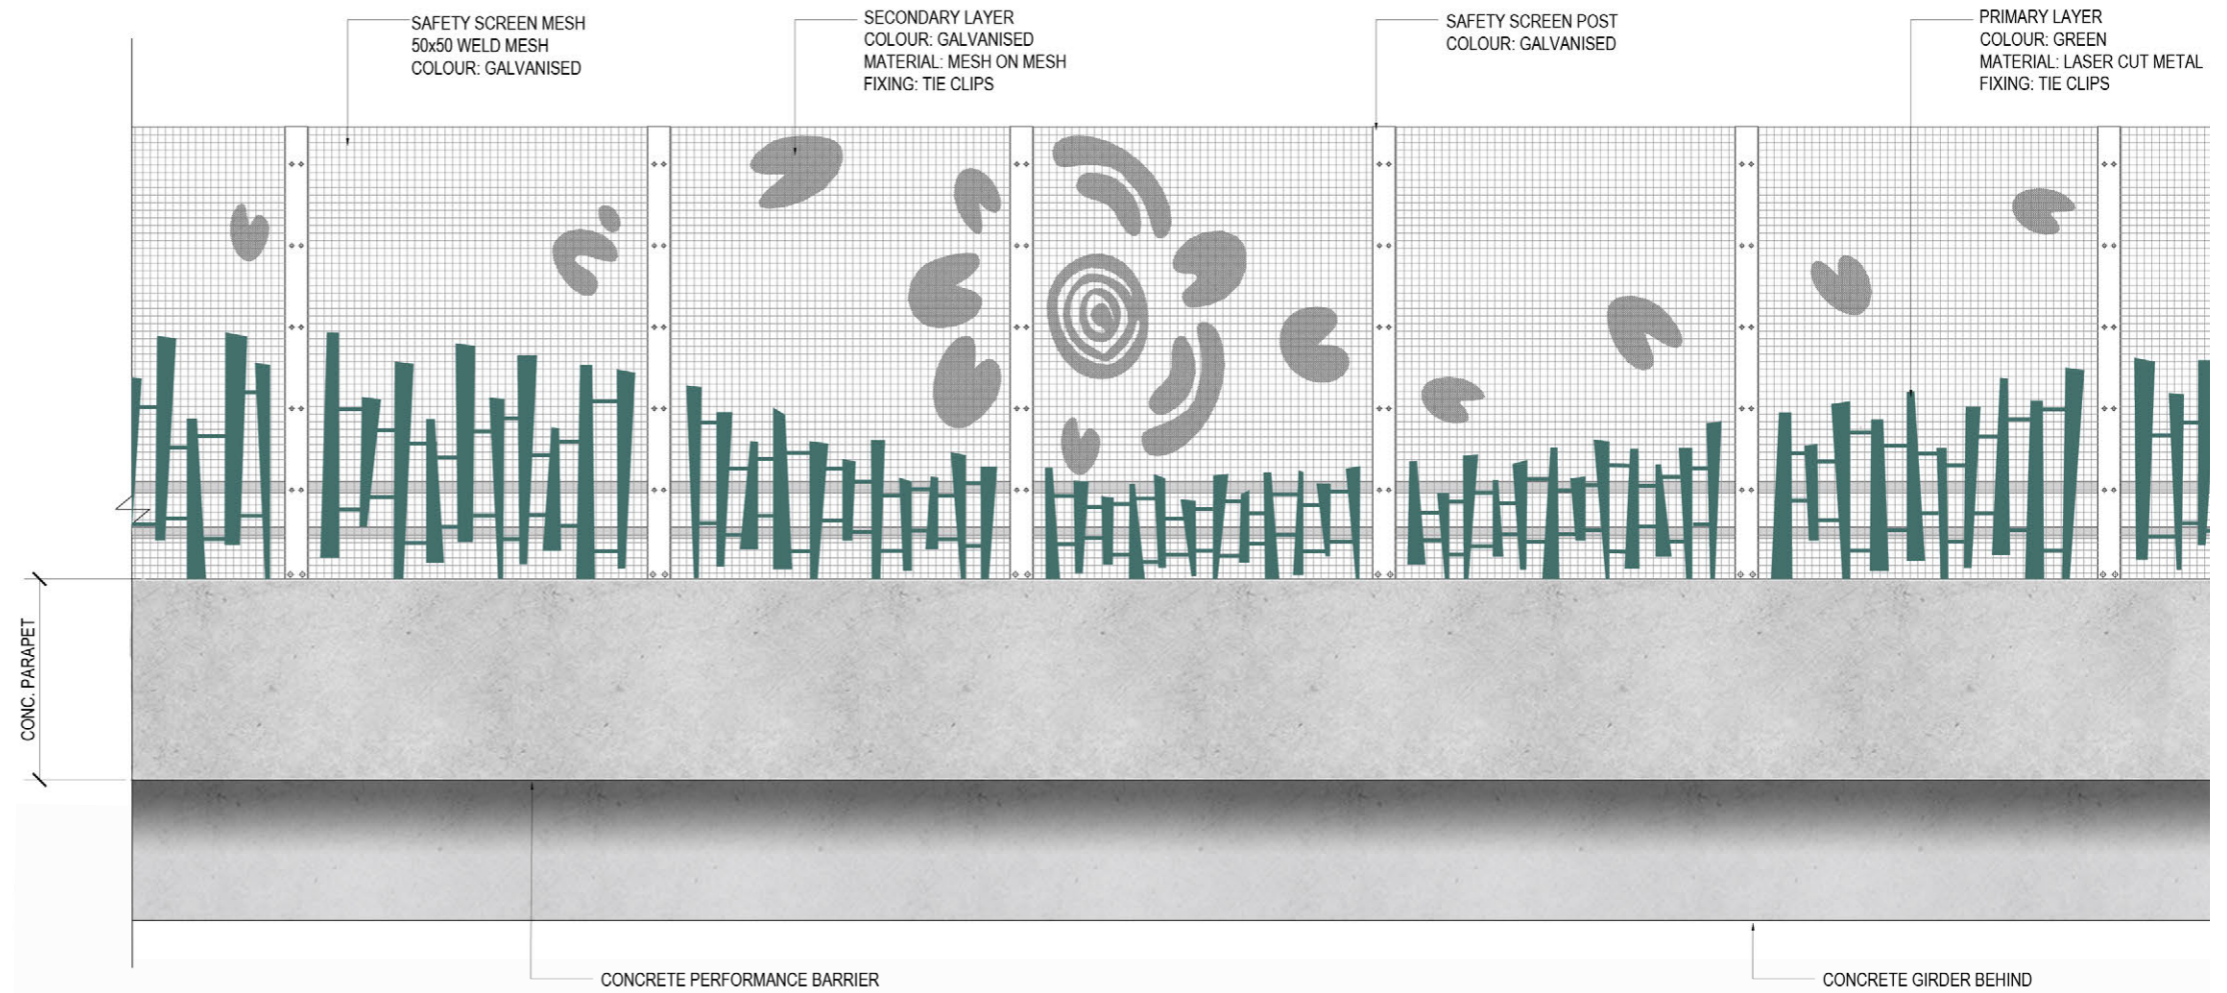 SAFETY SCREEN MESH
50x50 WELD MESH
COLOUR: GALVANISED
SECONDARY LAYER
COLOUR: GALVANISED
MATERIAL: MESH ON MESH
FIXING: TIE CLIPS
SAFETY SCREEN POST
COLOUR: GALVANISED
PRIMARY LAYER
COLOUR: GREEN
MATERIAL: LASER CUT METAL
FIXING: TIE CLIPS
CONC. PARAPET
CONCRETE PERFORMANCE BARRIER
CONCRETE GIRDER BEHIND